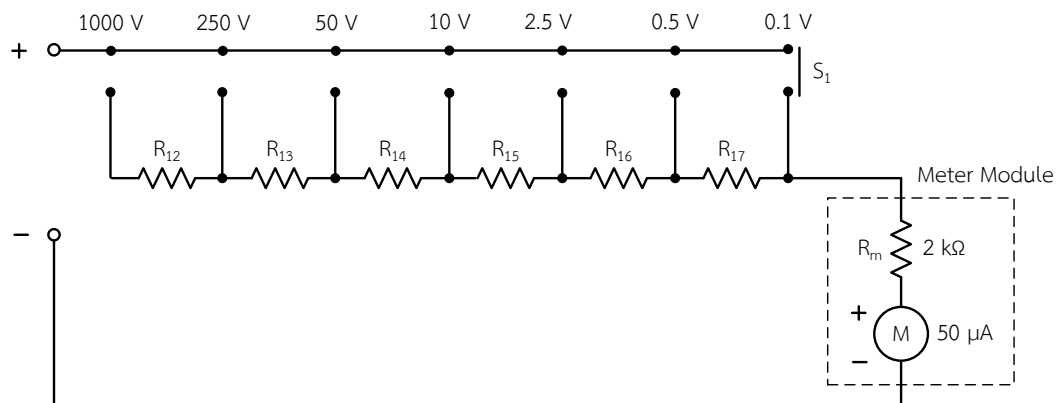 1000 V 250 V 50 V 10 V 2.5 V 0.5 V 0.1 V
+
S₁
R₁₂ R₁₃ R₁₄ R₁₅ R₁₆ R₁₇
Meter Module
−
Rₘ 2 kΩ
+
M 50 µA
−